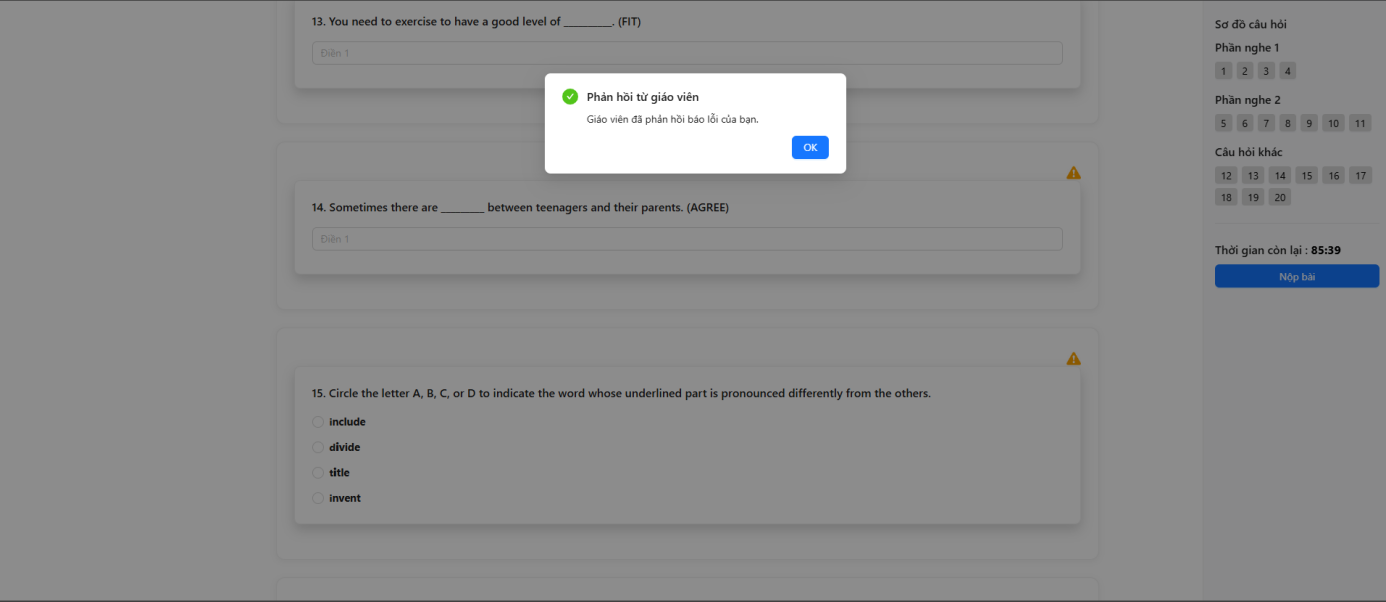 13. You need to exercise to have a good level of ________. (FIT)
Điền 1
Phản hồi từ giáo viên
Giáo viên đã phản hồi báo lỗi của bạn.
OK
14. Sometimes there are ________ between teenagers and their parents. (AGREE)
Điền 1
15. Circle the letter A, B, C, or D to indicate the word whose underlined part is pronounced differently from the others.
include
divide
title
invent
Sơ đồ câu hỏi
Phần nghe 1
1 2 3 4
Phần nghe 2
5 6 7 8 9 10 11
Câu hỏi khác
12 13 14 15 16 17
18 19 20
Thời gian còn lại : 85:39
Nộp bài